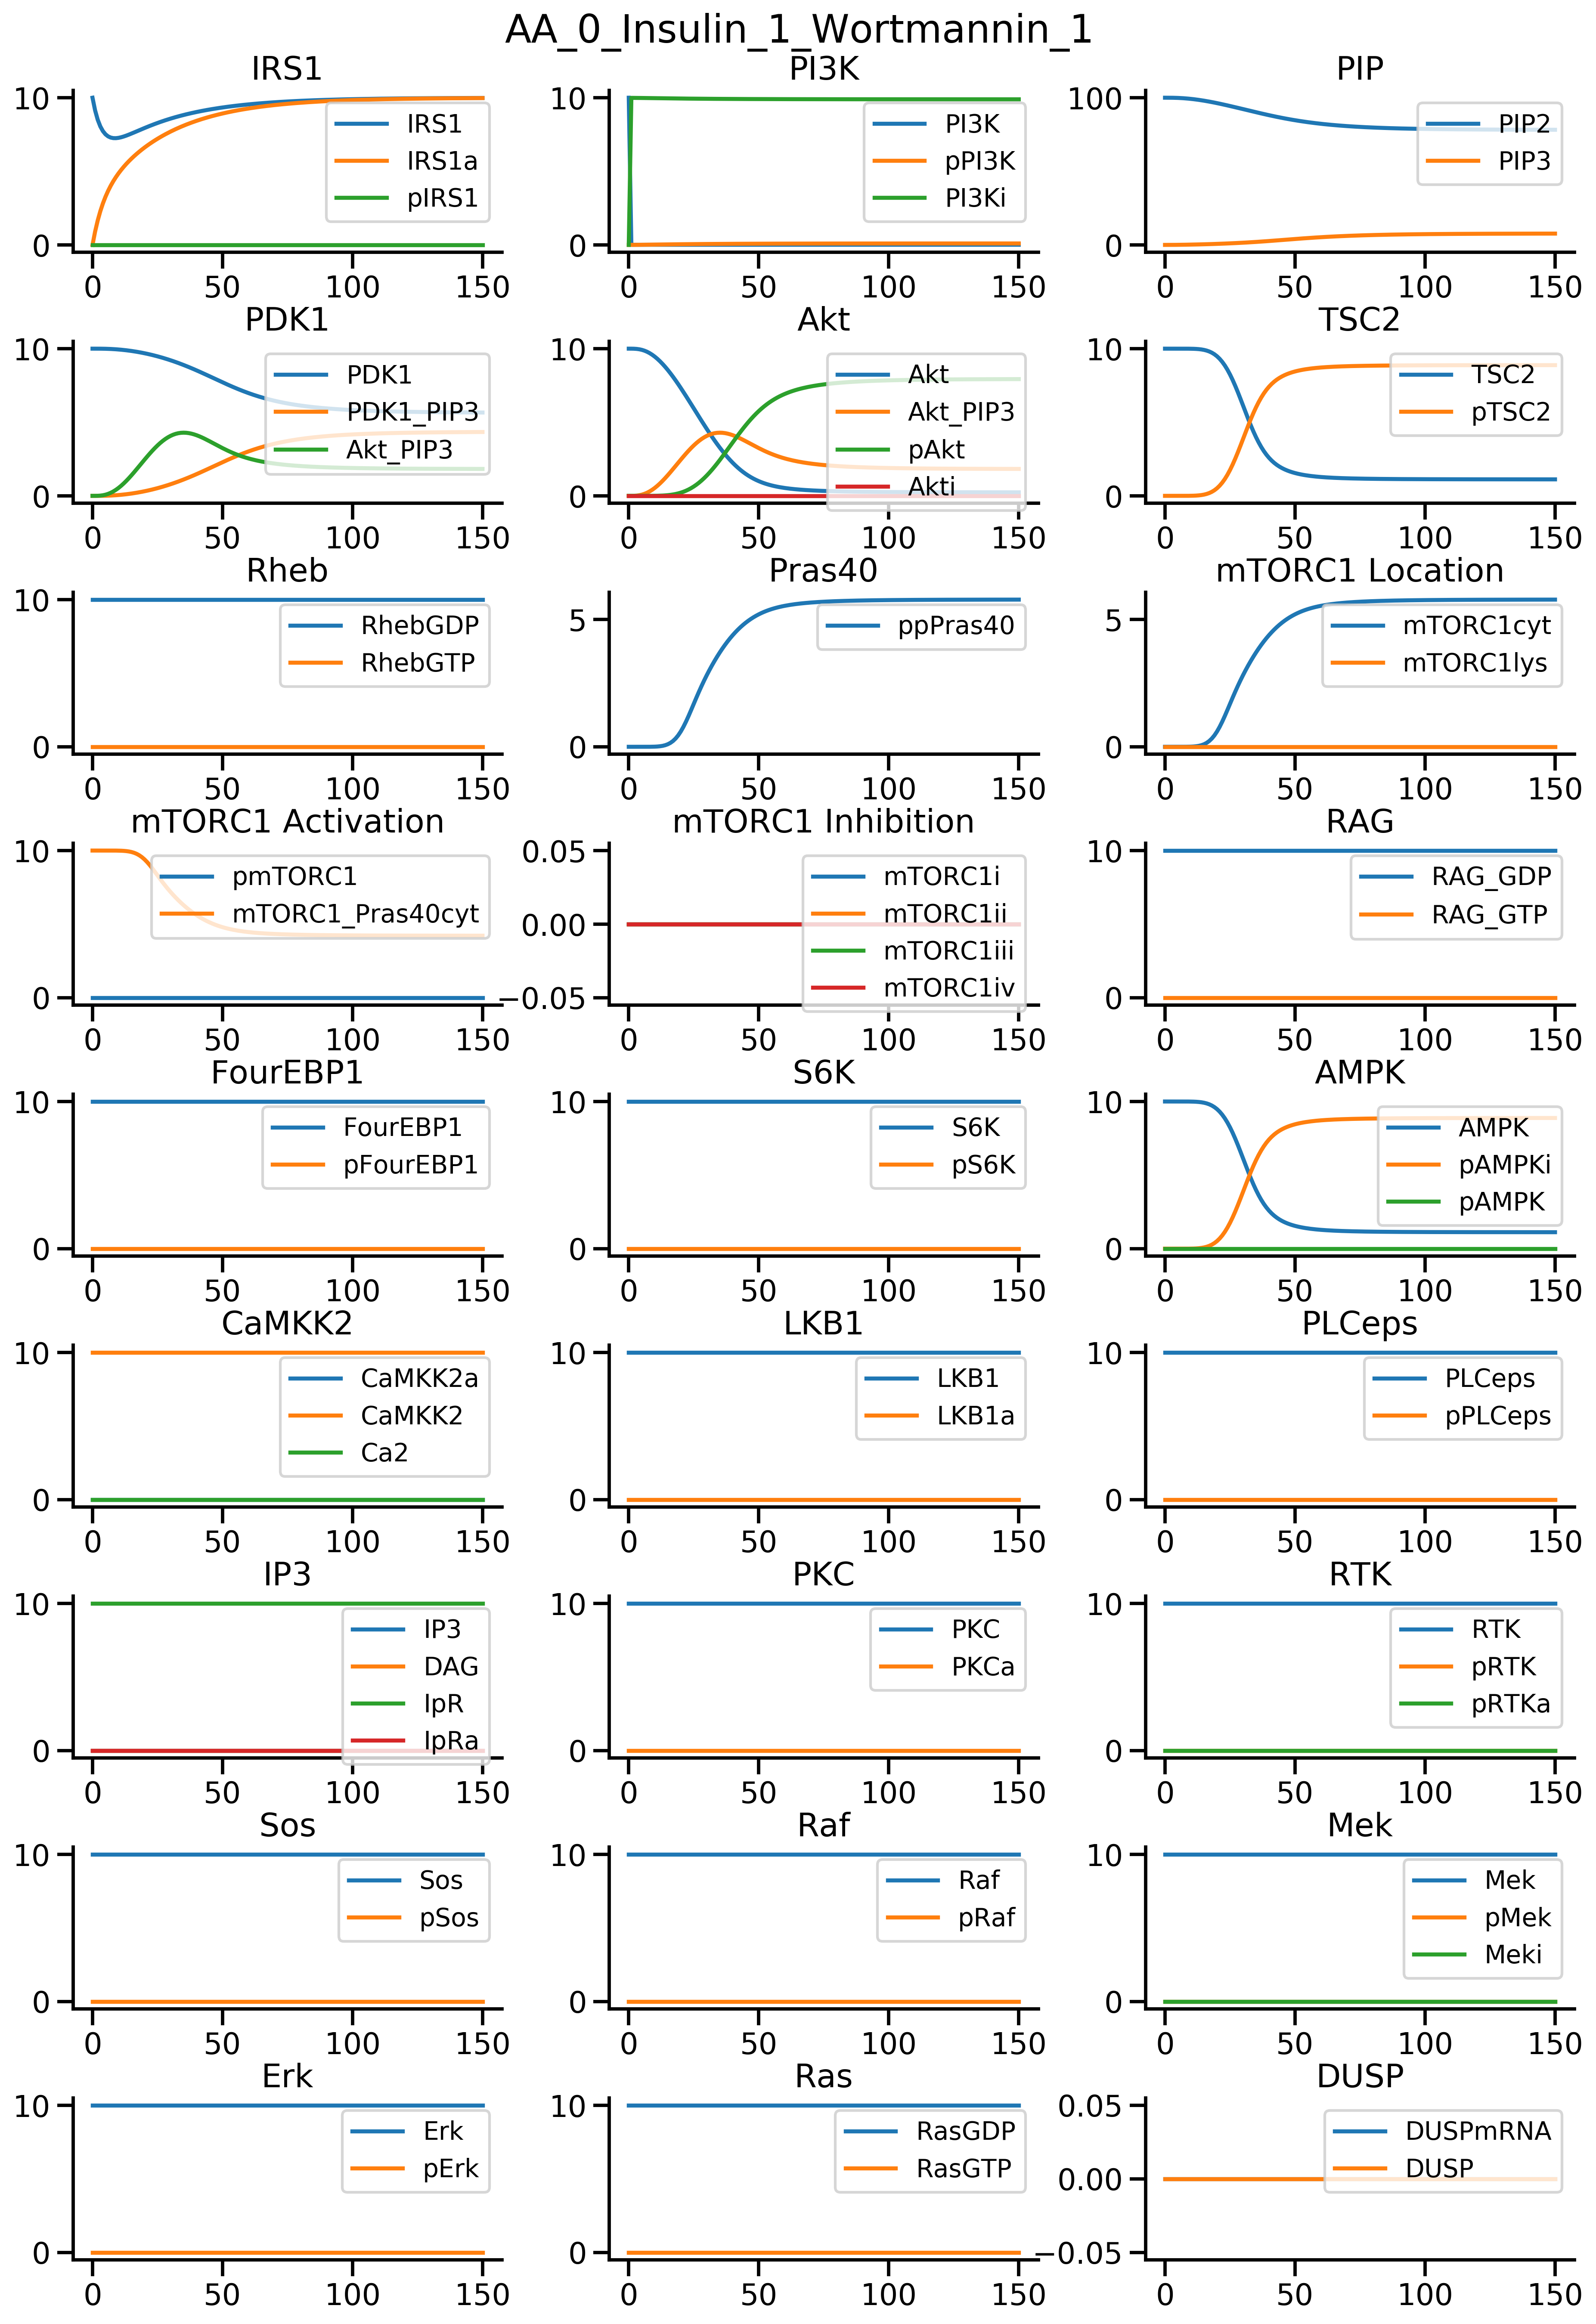 AA_0_Insulin_1_Wortmannin_1
IRS1
10
0
0 50 100 150
IRS1
IRS1a
pIRS1
PI3K
10
0
0 50 100 150
PI3K
pPI3K
PI3Ki
PIP
100
0
0 50 100 150
PIP2
PIP3
PDK1
10
0
0 50 100 150
PDK1
PDK1_PIP3
Akt_PIP3
Akt
10
0
0 50 100 150
Akt
Akt_PIP3
pAkt
Akti
TSC2
10
0
0 50 100 150
TSC2
pTSC2
Rheb
10
0
0 50 100 150
RhebGDP
RhebGTP
Pras40
5
0
0 50 100 150
ppPras40
mTORC1 Location
5
0
0 50 100 150
mTORC1cyt
mTORC1lys
mTORC1 Activation
10
0
0 50 100 150
pmTORC1
mTORC1_Pras40cyt
mTORC1 Inhibition
0.05
0.00
−0.05
0 50 100 150
mTORC1i
mTORC1ii
mTORC1iii
mTORC1iv
RAG
10
0
0 50 100 150
RAG_GDP
RAG_GTP
FourEBP1
10
0
0 50 100 150
FourEBP1
pFourEBP1
S6K
10
0
0 50 100 150
S6K
pS6K
AMPK
10
0
0 50 100 150
AMPK
pAMPKi
pAMPK
CaMKK2
10
0
0 50 100 150
CaMKK2a
CaMKK2
Ca2
LKB1
10
0
0 50 100 150
LKB1
LKB1a
PLCeps
10
0
0 50 100 150
PLCeps
pPLCeps
IP3
10
0
0 50 100 150
IP3
DAG
IpR
IpRa
PKC
10
0
0 50 100 150
PKC
PKCa
RTK
10
0
0 50 100 150
RTK
pRTK
pRTKa
Sos
10
0
0 50 100 150
Sos
pSos
Raf
10
0
0 50 100 150
Raf
pRaf
Mek
10
0
0 50 100 150
Mek
pMek
Meki
Erk
10
0
0 50 100 150
Erk
pErk
Ras
10
0
0 50 100 150
RasGDP
RasGTP
DUSP
0.05
0.00
−0.05
0 50 100 150
DUSPmRNA
DUSP